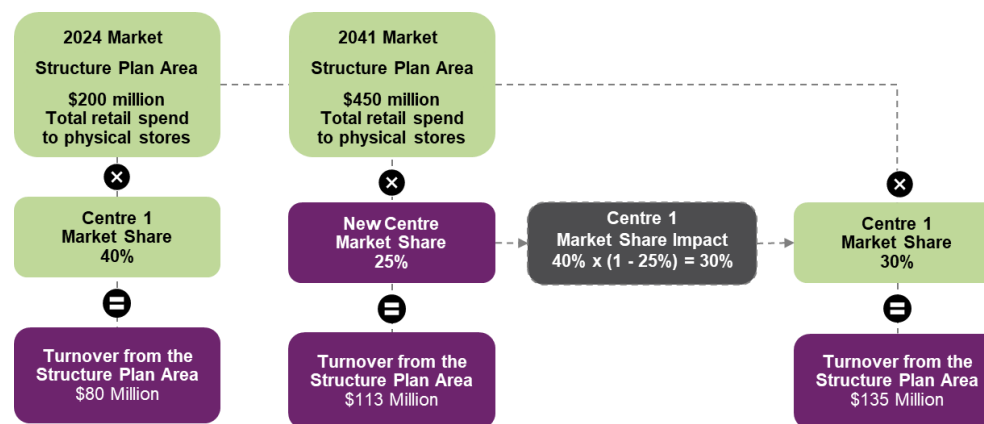 2024 Market
Structure Plan Area
$200 million
Total retail spend
to physical stores
Centre 1
Market Share
40%
Turnover from the
Structure Plan Area
$80 Million
2041 Market
Structure Plan Area
$450 million
Total retail spend
to physical stores
New Centre
Market Share
25%
Turnover from the
Structure Plan Area
$113 Million
Centre 1
Market Share Impact
40% x (1 - 25%) = 30%
Centre 1
Market Share
30%
Turnover from the
Structure Plan Area
$135 Million